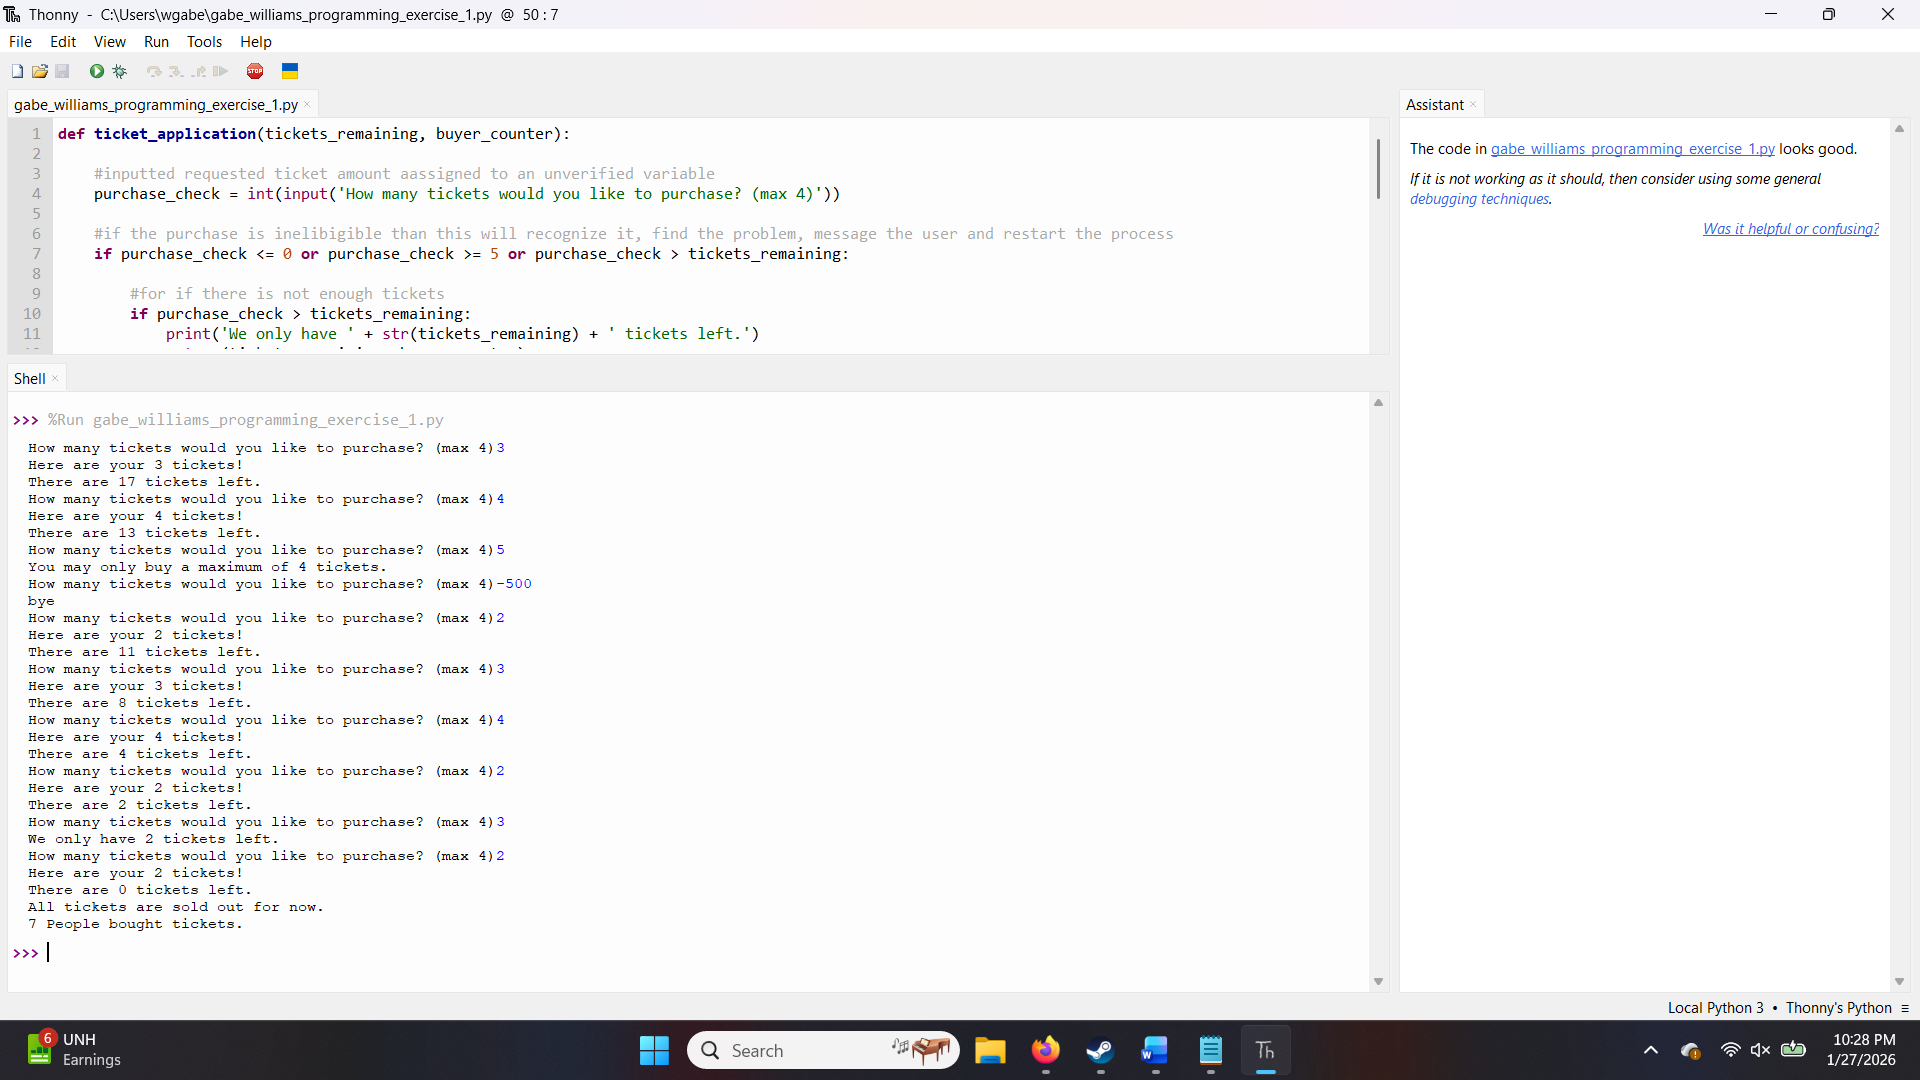 Thonny - C:\Users\wgabe\gabe_williams_programming_exercise_1.py @ 50 : 7
File Edit View Run Tools Help
STOP
gabe_williams_programming_exercise_1.py ×
1 def ticket_application(tickets_remaining, buyer_counter):
2
3 #inputted requested ticket amount aassigned to an unverified variable
4 purchase_check = int(input('How many tickets would you like to purchase? (max 4)'))
5
6 #if the purchase is inelibigible than this will recognize it, find the problem, message the user and restart the process
7 if purchase_check <= 0 or purchase_check >= 5 or purchase_check > tickets_remaining:
8
9 #for if there is not enough tickets
10 if purchase_check > tickets_remaining:
11 print('We only have ' + str(tickets_remaining) + ' tickets left.')
Shell ×
>>> %Run gabe_williams_programming_exercise_1.py
How many tickets would you like to purchase? (max 4)3
Here are your 3 tickets!
There are 17 tickets left.
How many tickets would you like to purchase? (max 4)4
Here are your 4 tickets!
There are 13 tickets left.
How many tickets would you like to purchase? (max 4)5
You may only buy a maximum of 4 tickets.
How many tickets would you like to purchase? (max 4)-500
bye
How many tickets would you like to purchase? (max 4)2
Here are your 2 tickets!
There are 11 tickets left.
How many tickets would you like to purchase? (max 4)3
Here are your 3 tickets!
There are 8 tickets left.
How many tickets would you like to purchase? (max 4)4
Here are your 4 tickets!
There are 4 tickets left.
How many tickets would you like to purchase? (max 4)2
Here are your 2 tickets!
There are 2 tickets left.
How many tickets would you like to purchase? (max 4)3
We only have 2 tickets left.
How many tickets would you like to purchase? (max 4)2
Here are your 2 tickets!
There are 0 tickets left.
All tickets are sold out for now.
7 People bought tickets.
>>>
Assistant ×
The code in gabe_williams_programming_exercise_1.py looks good.
If it is not working as it should, then consider using some general
debugging techniques.
Was it helpful or confusing?
Local Python 3 • Thonny's Python ≡
6
UNH
Earnings
Search
W
Th
10:28 PM
1/27/2026